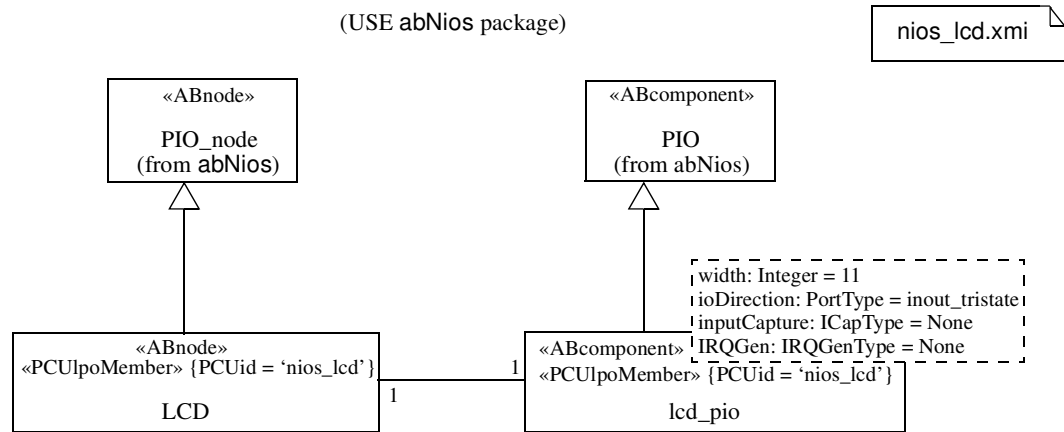 (USE abNios package)
nios_lcd.xmi
«ABnode»
PIO_node
(from abNios)
«ABcomponent»
PIO
(from abNios)
width: Integer = 11
ioDirection: PortType = inout_tristate
inputCapture: ICapType = None
IRQGen: IRQGenType = None
«ABnode»
«PCUlpoMember» {PCUid = ‘nios_lcd’}
LCD
1
1
«ABcomponent»
«PCUlpoMember» {PCUid = ‘nios_lcd’}
lcd_pio